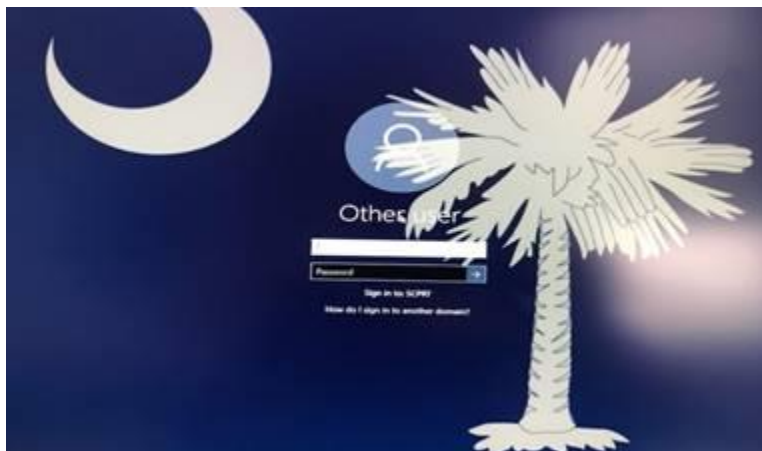 Other user
Password
Sign in to: SCPRT
How do I sign in to another domain?